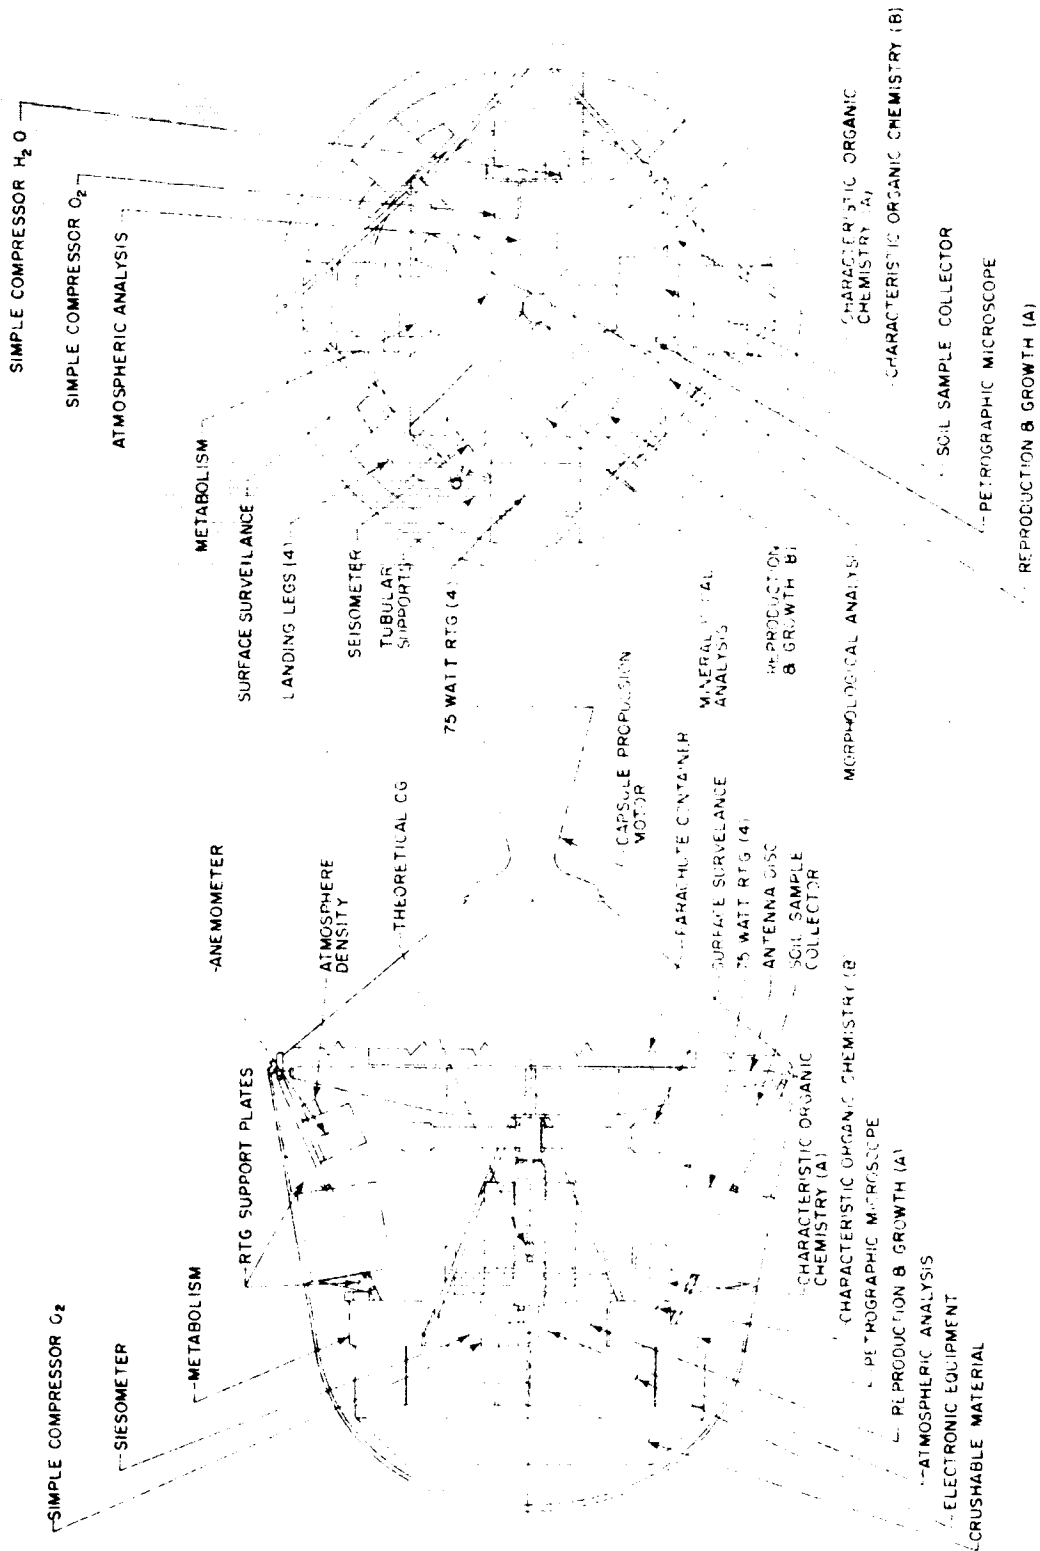 SIMPLE COMPRESSOR O2
SIESOMETER
METABOLISM
RTG SUPPORT PLATES
ANEMOMETER
ATMOSPHERE
DENSITY
THEORETICAL CG
CAPSULE PROPULSION
MOTOR
PARACHUTE CONTAINER
SURFACE SURVELANCE
75 WATT RTG (4)
ANTENNA DISC
SOIL SAMPLE
COLLECTOR
CHARACTERISTIC ORGANIC
CHEMISTRY (A)
CHARACTERISTIC ORGANIC CHEMISTRY (B)
PETROGRAPHIC MICROSCOPE
REPRODUCTION & GROWTH (A)
ATMOSPHERIC ANALYSIS
ELECTRONIC EQUIPMENT
CRUSHABLE MATERIAL
SIMPLE COMPRESSOR H2O
SIMPLE COMPRESSOR O2
ATMOSPHERIC ANALYSIS
METABOLISM
SURFACE SURVEILANCE
LANDING LEGS (4)
SEISOMETER
TUBULAR
SUPPORTS
75 WATT RTG (4)
ANALYSIS
REPRODUCTION
& GROWTH (B)
MORPHOLOGICAL ANALYSIS
CHARACTERISTIC ORGANIC
CHEMISTRY (A)
CHARACTERISTIC ORGANIC CHEMISTRY (B)
SOIL SAMPLE COLLECTOR
PETROGRAPHIC MICROSCOPE
REPRODUCTION & GROWTH (A)